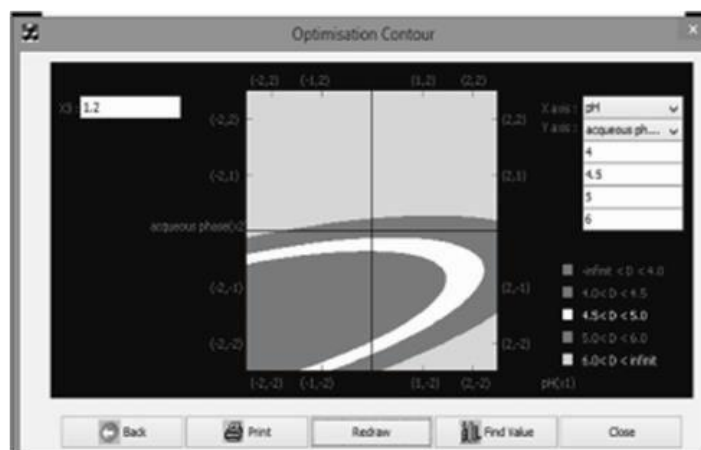 Optimisation Contour
(-2,2) (-1,2) (1,2) (2,2)
X3 : 1.2
X axis : pH
Y axis : acqueous ph....
4
4.5
5
6
(-2,2) (2,2)
(-2,1) (2,1)
acqueous phase(x2
(-2,-1) (2,-1)
(-2,-2) (2,-2)
-infinit < D < 4.0
4.0< D < 4.5
4.5< D < 5.0
5.0< D < 6.0
6.0< D < infinit
(-2,-2) (-1,-2) (1,-2) (2,-2) pH(x1)
Back Print Redraw Find Value Close